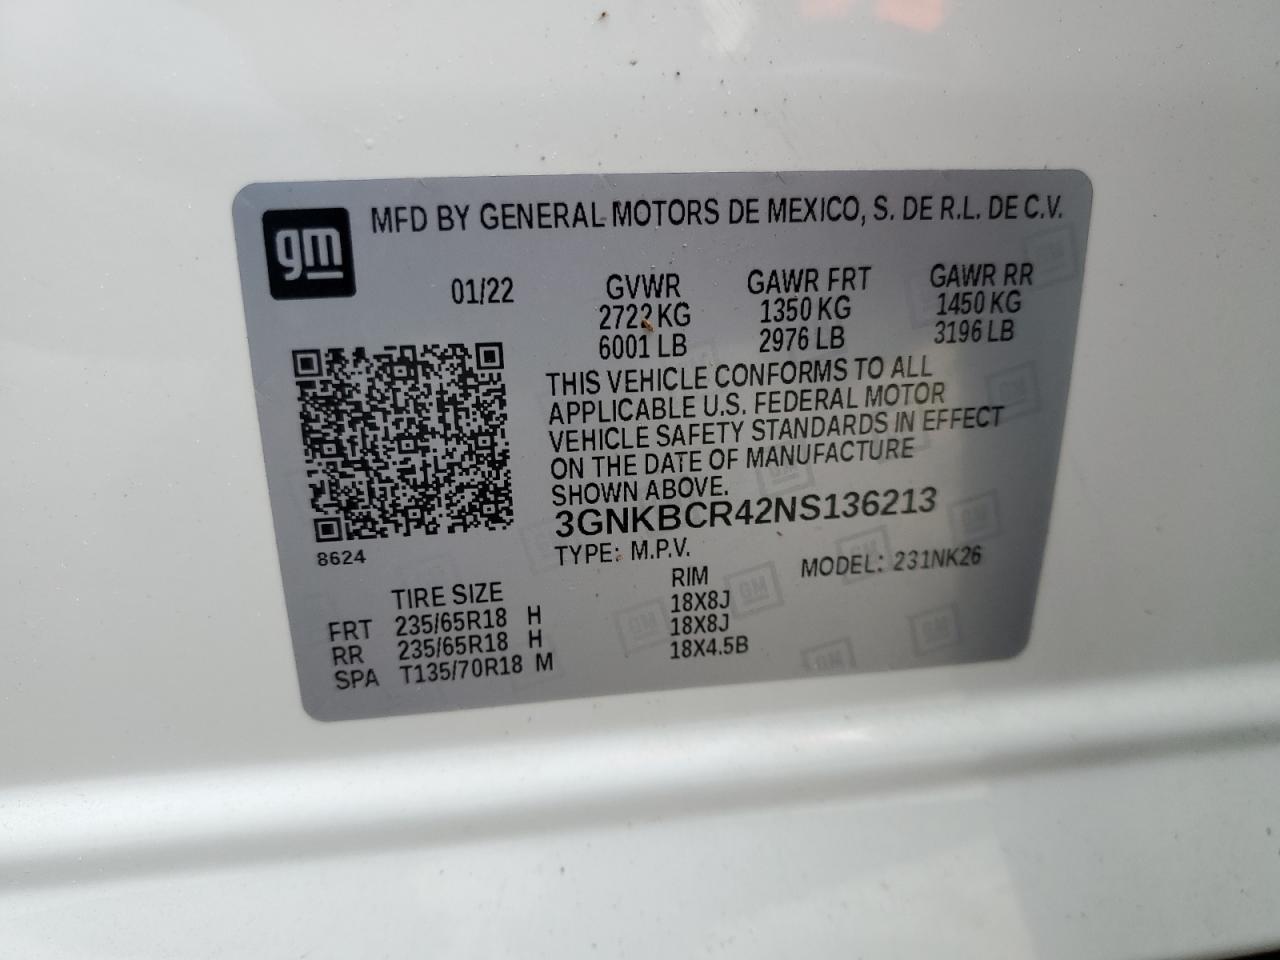 gm
MFD BY GENERAL MOTORS DE MEXICO, S. DE R.L. DE C.V.
01/22 GVWR GAWR FRT GAWR RR
2722 KG 1350 KG 1450 KG
6001 LB 2976 LB 3196 LB
THIS VEHICLE CONFORMS TO ALL
APPLICABLE U.S. FEDERAL MOTOR
VEHICLE SAFETY STANDARDS IN EFFECT
ON THE DATE OF MANUFACTURE
SHOWN ABOVE.
3GNKBCR42NS136213
8624
TYPE: M.P.V. MODEL: 231NK26
TIRE SIZE RIM
FRT 235/65R18 H 18X8J
RR 235/65R18 H 18X8J
SPA T135/70R18 M 18X4.5B